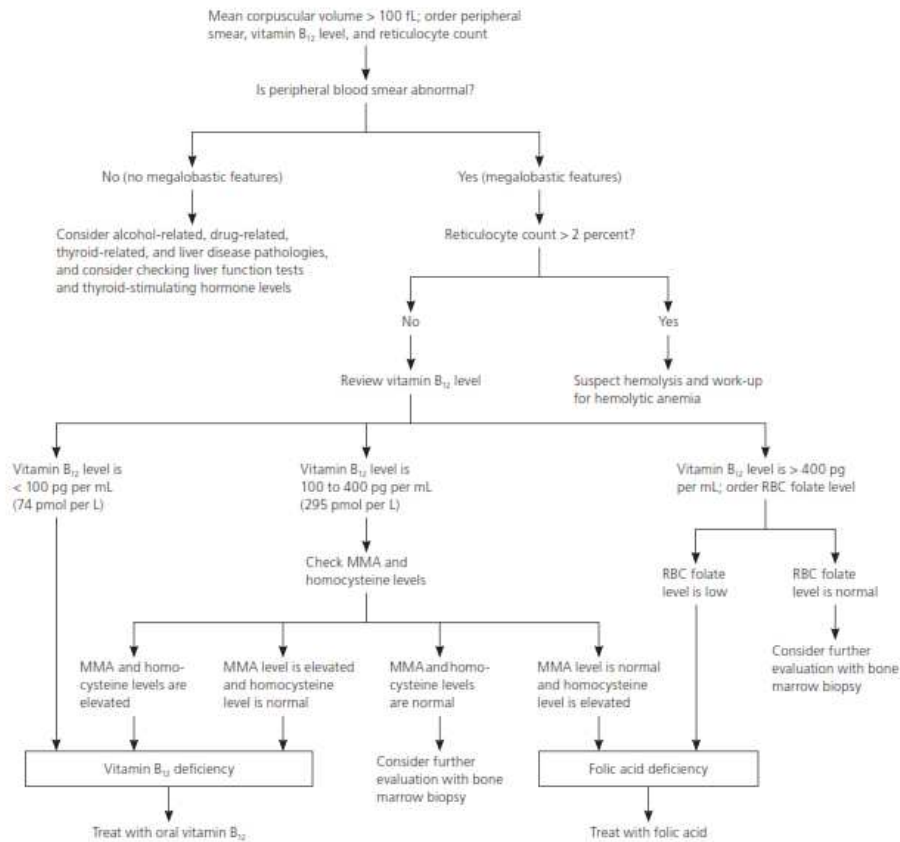 Mean corpuscular volume > 100 fL; order peripheral
smear, vitamin B₁₂ level, and reticulocyte count
Is peripheral blood smear abnormal?
No (no megalobastic features)
Yes (megalobastic features)
Consider alcohol-related, drug-related,
thyroid-related, and liver disease pathologies,
and consider checking liver function tests
and thyroid-stimulating hormone levels
Reticulocyte count > 2 percent?
No
Yes
Review vitamin B₁₂ level
Suspect hemolysis and work-up
for hemolytic anemia
Vitamin B₁₂ level is
< 100 pg per mL
(74 pmol per L)
Vitamin B₁₂ level is
100 to 400 pg per mL
(295 pmol per L)
Vitamin B₁₂ level is > 400 pg
per mL; order RBC folate level
Check MMA and
homocysteine levels
RBC folate
level is low
RBC folate
level is normal
Consider further
evaluation with bone
marrow biopsy
MMA and homo-
cysteine levels are
elevated
MMA level is elevated
and homocysteine
level is normal
MMA and homo-
cysteine levels
are normal
MMA level is normal
and homocysteine
level is elevated
Vitamin B₁₂ deficiency
Consider further
evaluation with bone
marrow biopsy
Folic acid deficiency
Treat with oral vitamin B₁₂
Treat with folic acid